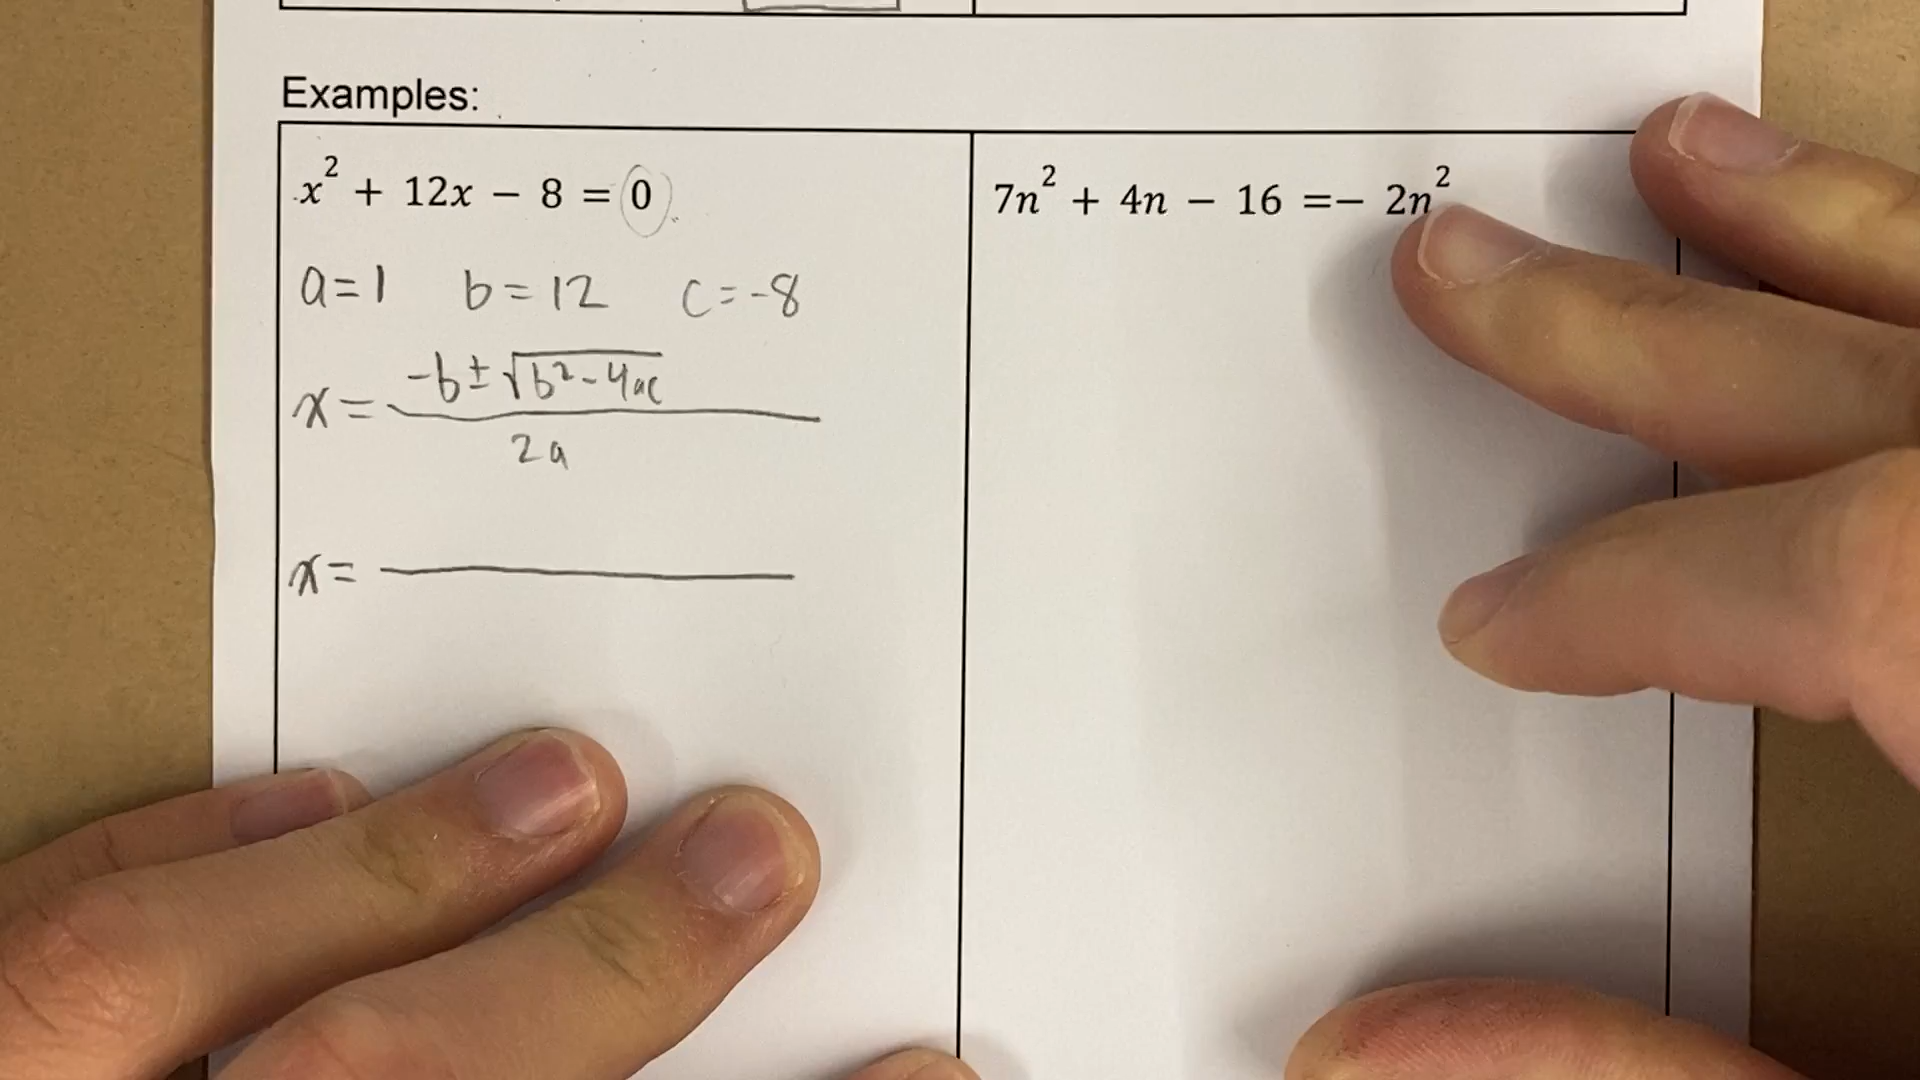 Examples:
x² + 12x − 8 = 0
a=1 b=12 c=-8
x= -b±√b²-4ac
2a
x=
7n² + 4n − 16 =− 2n²